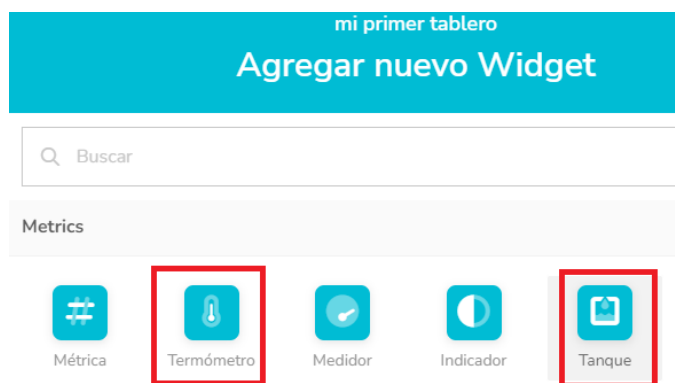 mi primer tablero
Agregar nuevo Widget
Buscar
Metrics
Métrica Termómetro Medidor Indicador Tanque